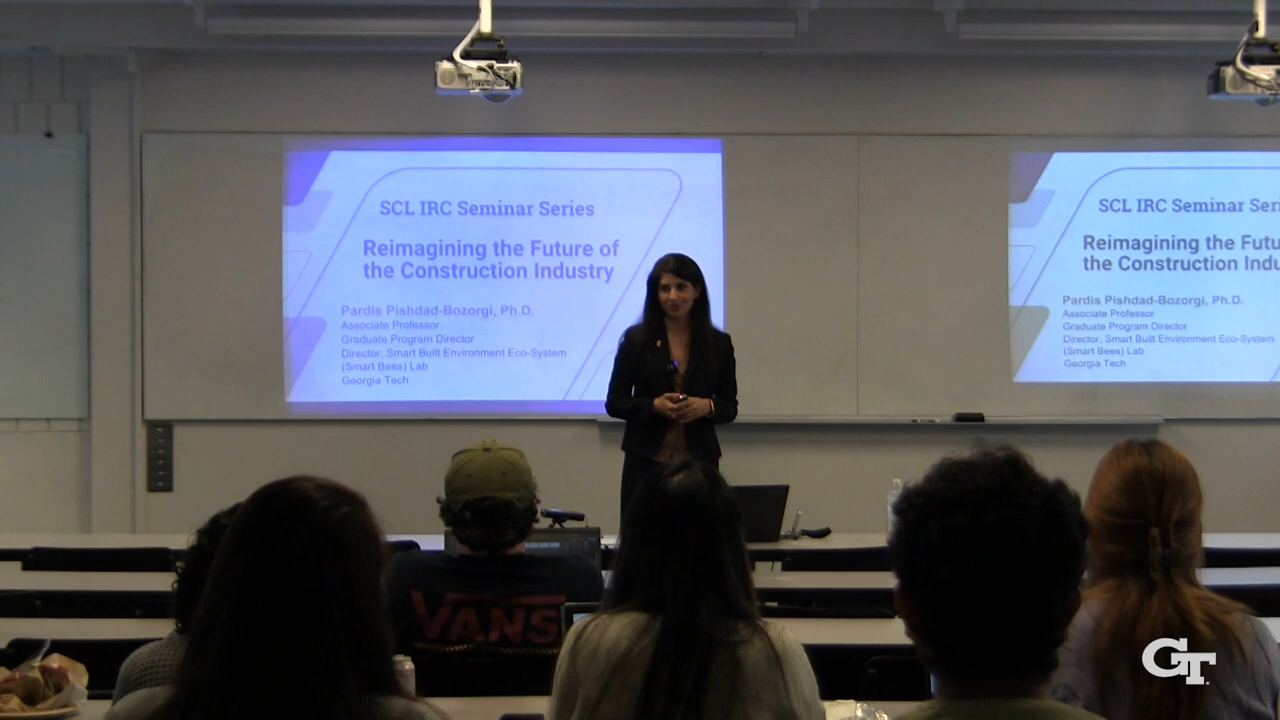 SCL IRC Seminar Series
Reimagining the Future of
the Construction Industry
Pardis Pishdad-Bozorgi, Ph.D.
Associate Professor
Graduate Program Director
Director, Smart Built Environment Eco-System
(Smart Bees) Lab
Georgia Tech
SCL IRC Seminar Seri
Reimagining the Futu
the Construction Indu
Pardis Pishdad-Bozorgi, Ph.D.
Associate Professor
Graduate Program Director
Director, Smart Built Environment Eco-System
(Smart Bees) Lab
Georgia Tech
VANS
GT